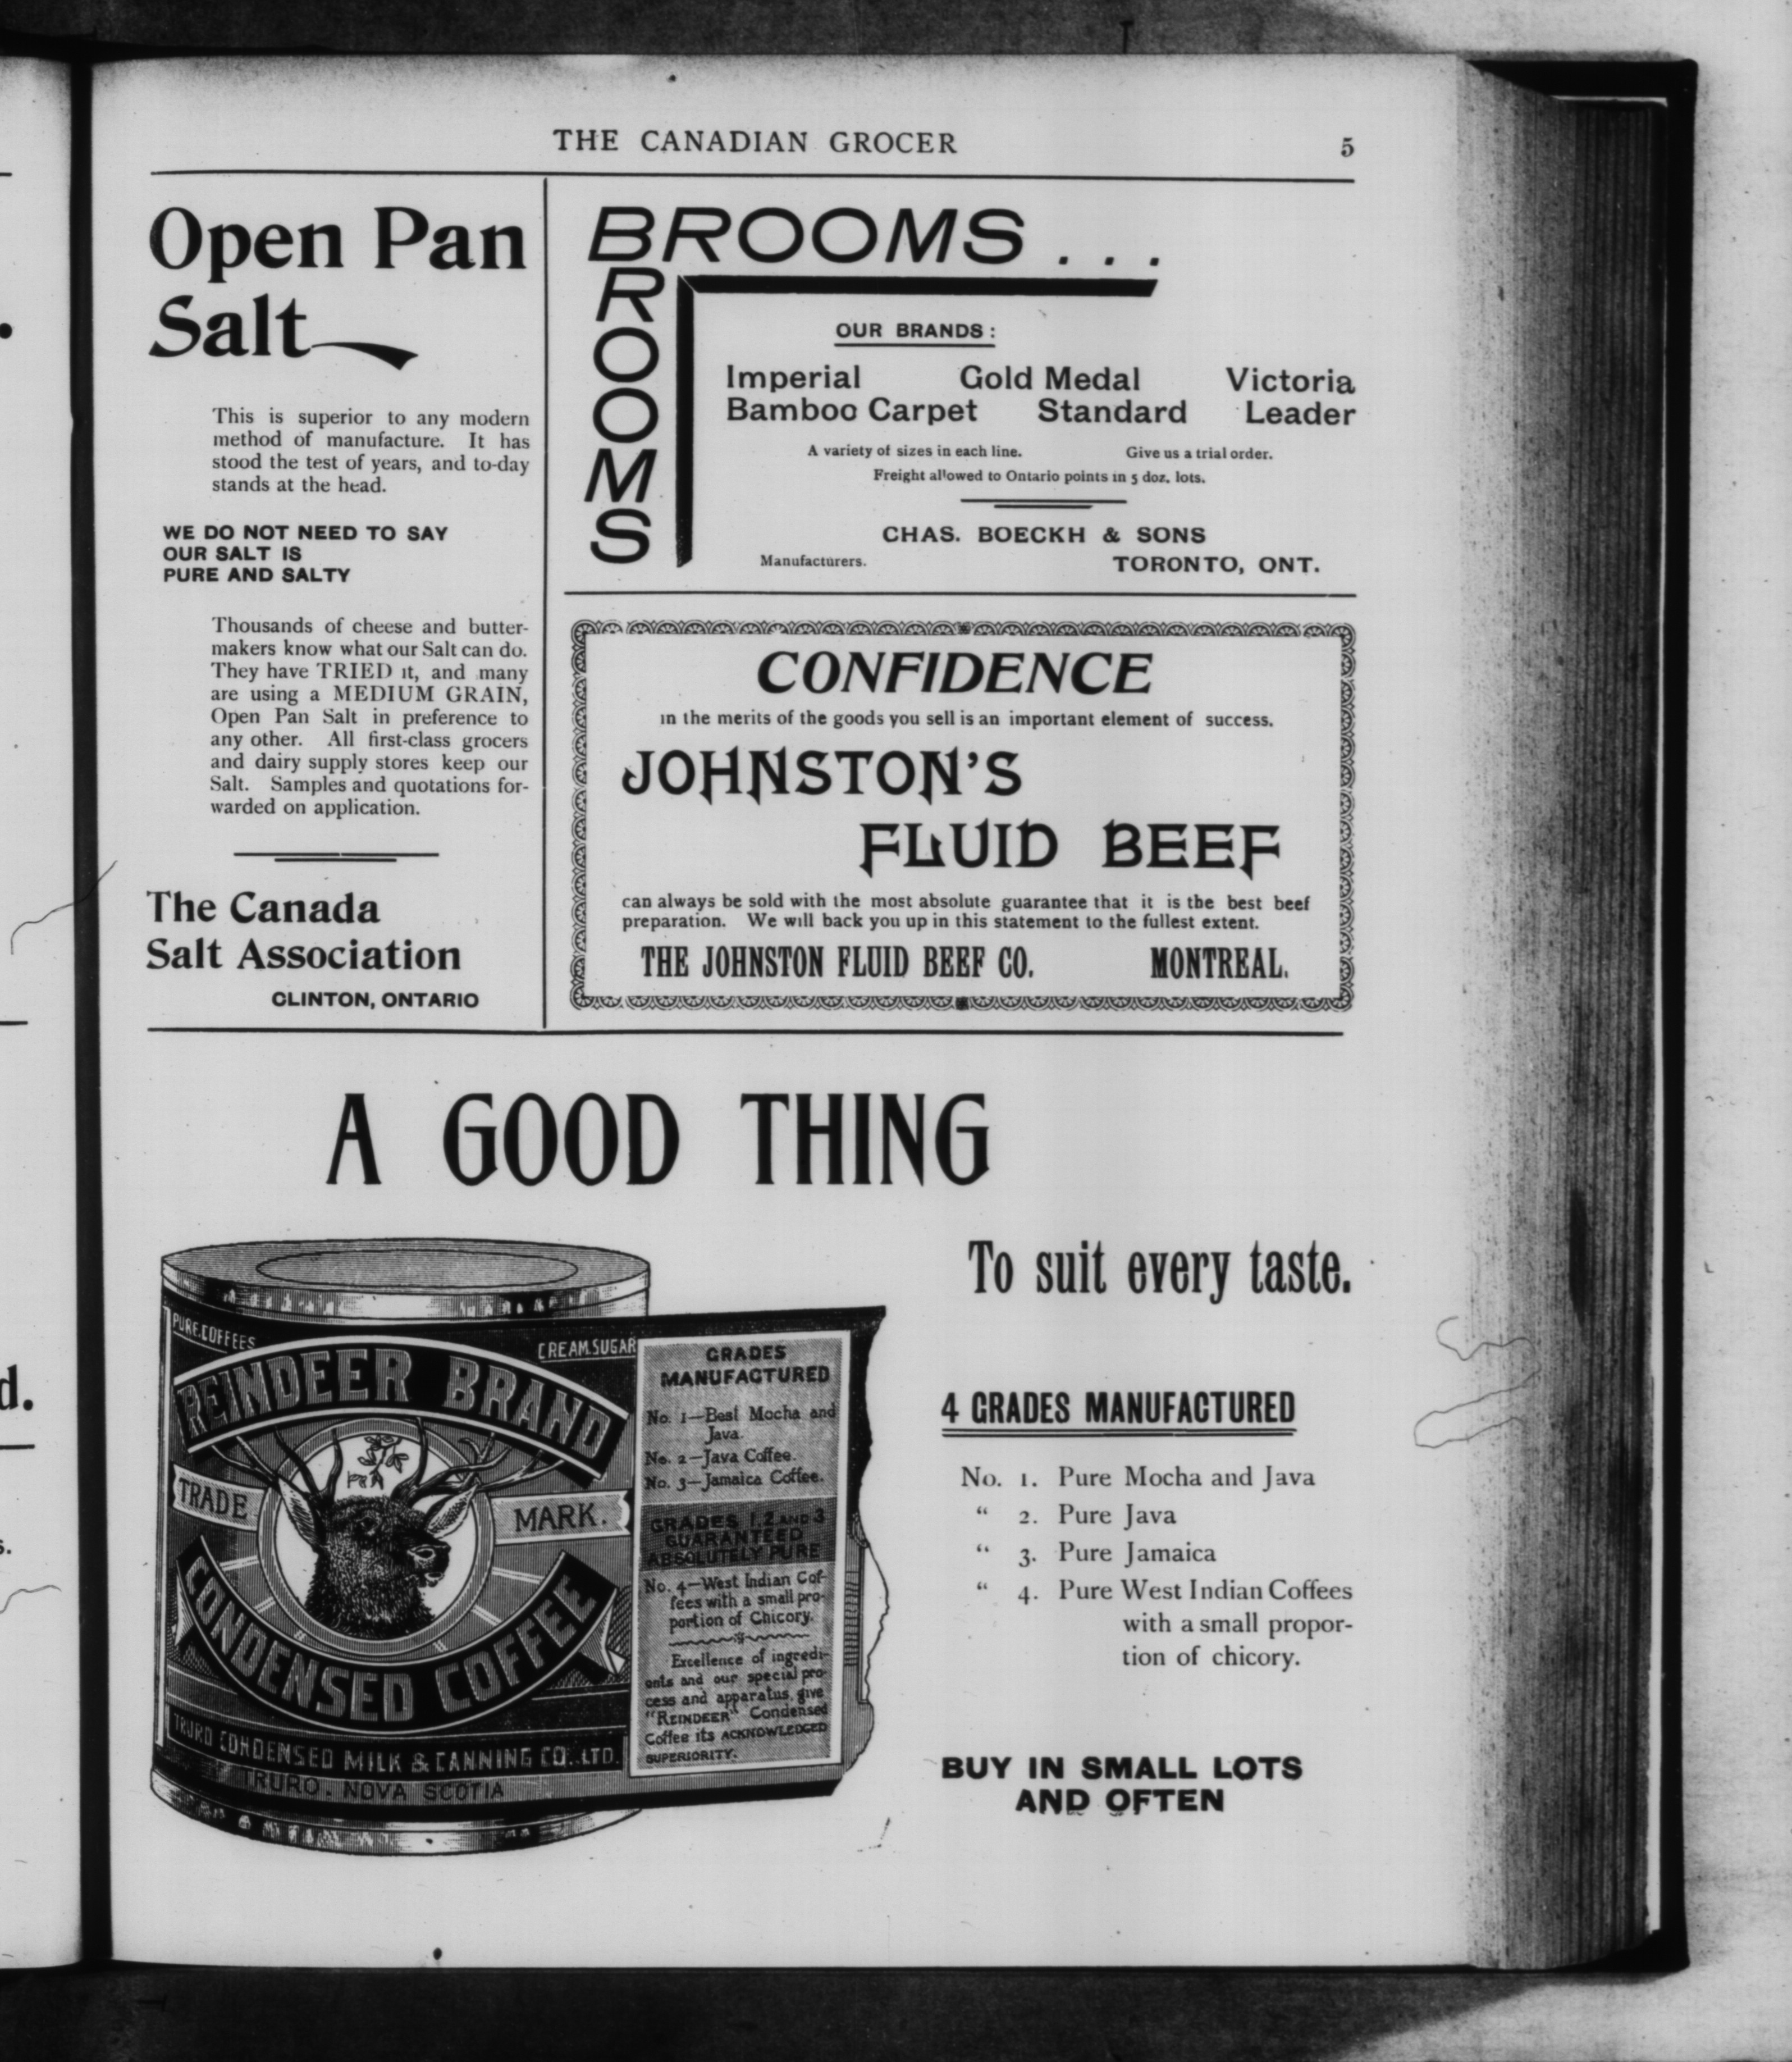 THE CANADIAN GROCER
5
Open Pan
Salt
This is superior to any modern
method of manufacture. It has
stood the test of years, and to-day
stands at the head.
WE DO NOT NEED TO SAY
OUR SALT IS
PURE AND SALTY
Thousands of cheese and butter-
makers know what our Salt can do.
They have TRIED it, and many
are using a MEDIUM GRAIN,
Open Pan Salt in preference to
any other. All first-class grocers
and dairy supply stores keep our
Salt. Samples and quotations for-
warded on application.
The Canada
Salt Association
CLINTON, ONTARIO
BROOMS...
ROOMS
OUR BRANDS:
Imperial Gold Medal Victoria
Bamboo Carpet Standard Leader
A variety of sizes in each line. Give us a trial order.
Freight allowed to Ontario points in 5 doz. lots.
CHAS. BOECKH & SONS
Manufacturers. TORONTO, ONT.
CONFIDENCE
in the merits of the goods you sell is an important element of success.
JOHNSTON'S
FLUID BEEF
can always be sold with the most absolute guarantee that it is the best beef
preparation. We will back you up in this statement to the fullest extent.
THE JOHNSTON FLUID BEEF CO. MONTREAL.
A GOOD THING
To suit every taste.
PURE.COFFEES
CREAM.SUGAR
REINDEER BRAND
TRADE MARK.
CONDENSED COFFEE
TRURO CONDENSED MILK & CANNING CO., LTD.
TRURO. NOVA SCOTIA
GRADES
MANUFACTURED
No. 1—Best Mocha and
Java.
No. 2—Java Coffee.
No. 3—Jamaica Coffee.
GRADES 1, 2 AND 3
GUARANTEED
ABSOLUTELY PURE
No. 4—West Indian Cof-
fees with a small pro-
portion of Chicory.
Excellence of ingredi-
ents and our special pro-
cess and apparatus, give
"REINDEER" Condensed
Coffee its ACKNOWLEDGED
SUPERIORITY.
4 GRADES MANUFACTURED
No. 1. Pure Mocha and Java
" 2. Pure Java
" 3. Pure Jamaica
" 4. Pure West Indian Coffees
with a small propor-
tion of chicory.
BUY IN SMALL LOTS
AND OFTEN
d.
s.